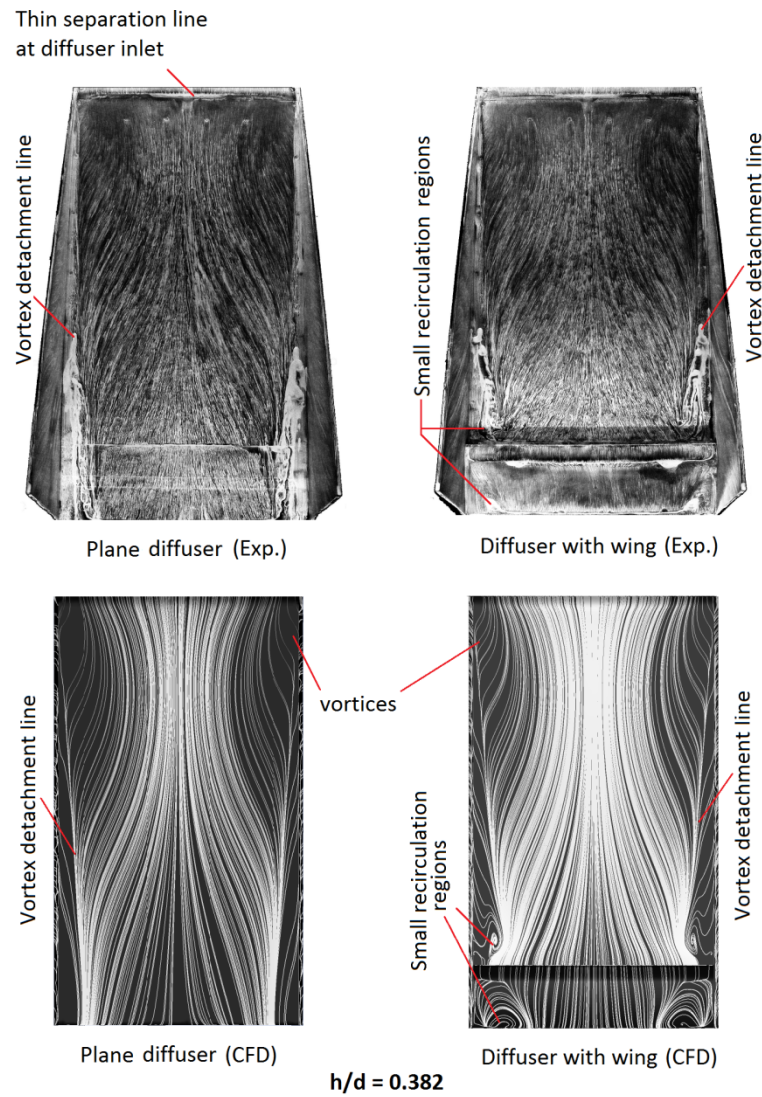 Thin separation line
at diffuser inlet
Vortex detachment line
Small recirculation regions
Vortex detachment line
Plane diffuser (Exp.)
Diffuser with wing (Exp.)
vortices
Vortex detachment line
Small recirculation
regions
Vortex detachment line
Plane diffuser (CFD)
Diffuser with wing (CFD)
h/d = 0.382